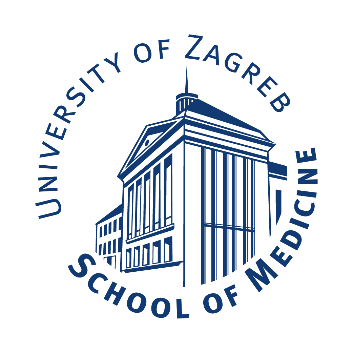 UNIVERSITY OF ZAGREB
SCHOOL OF MEDICINE